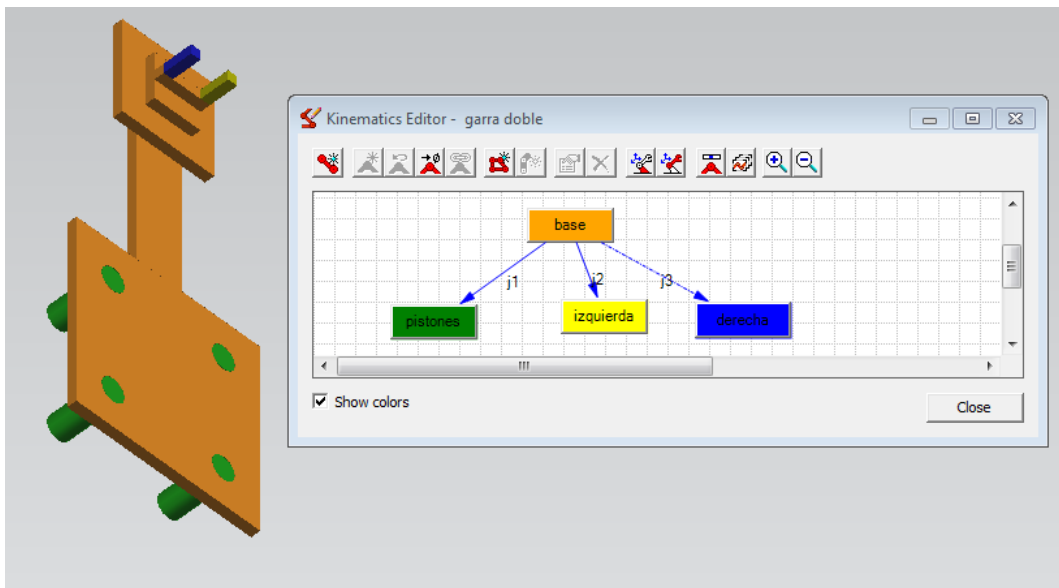 Kinematics Editor - garra doble
base
j1
j2
j3
pistones
izquierda
derecha
Show colors
Close